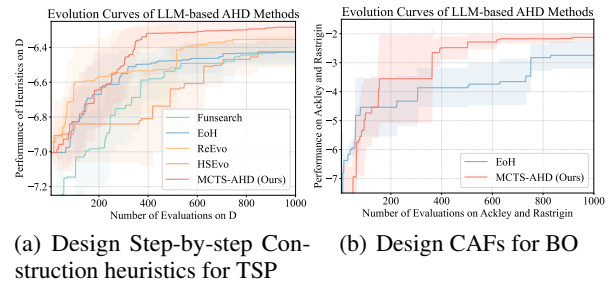 Evolution Curves of LLM-based AHD Methods
Performance of Heuristics on D
−6.4
−6.6
−6.8
−7.0
−7.2
Funsearch
EoH
ReEvo
HSEvo
MCTS-AHD (Ours)
0 200 400 600 800 1000
Number of Evaluations on D
(a) Design Step-by-step Con-
struction heuristics for TSP
Evolution Curves of LLM-based AHD Methods
Performance on Ackley and Rastrigin
−2
−3
−4
−5
−6
−7
EoH
MCTS-AHD (Ours)
0 200 400 600 800 1000
Number of Evaluations on Ackley and Rastrigin
(b) Design CAFs for BO